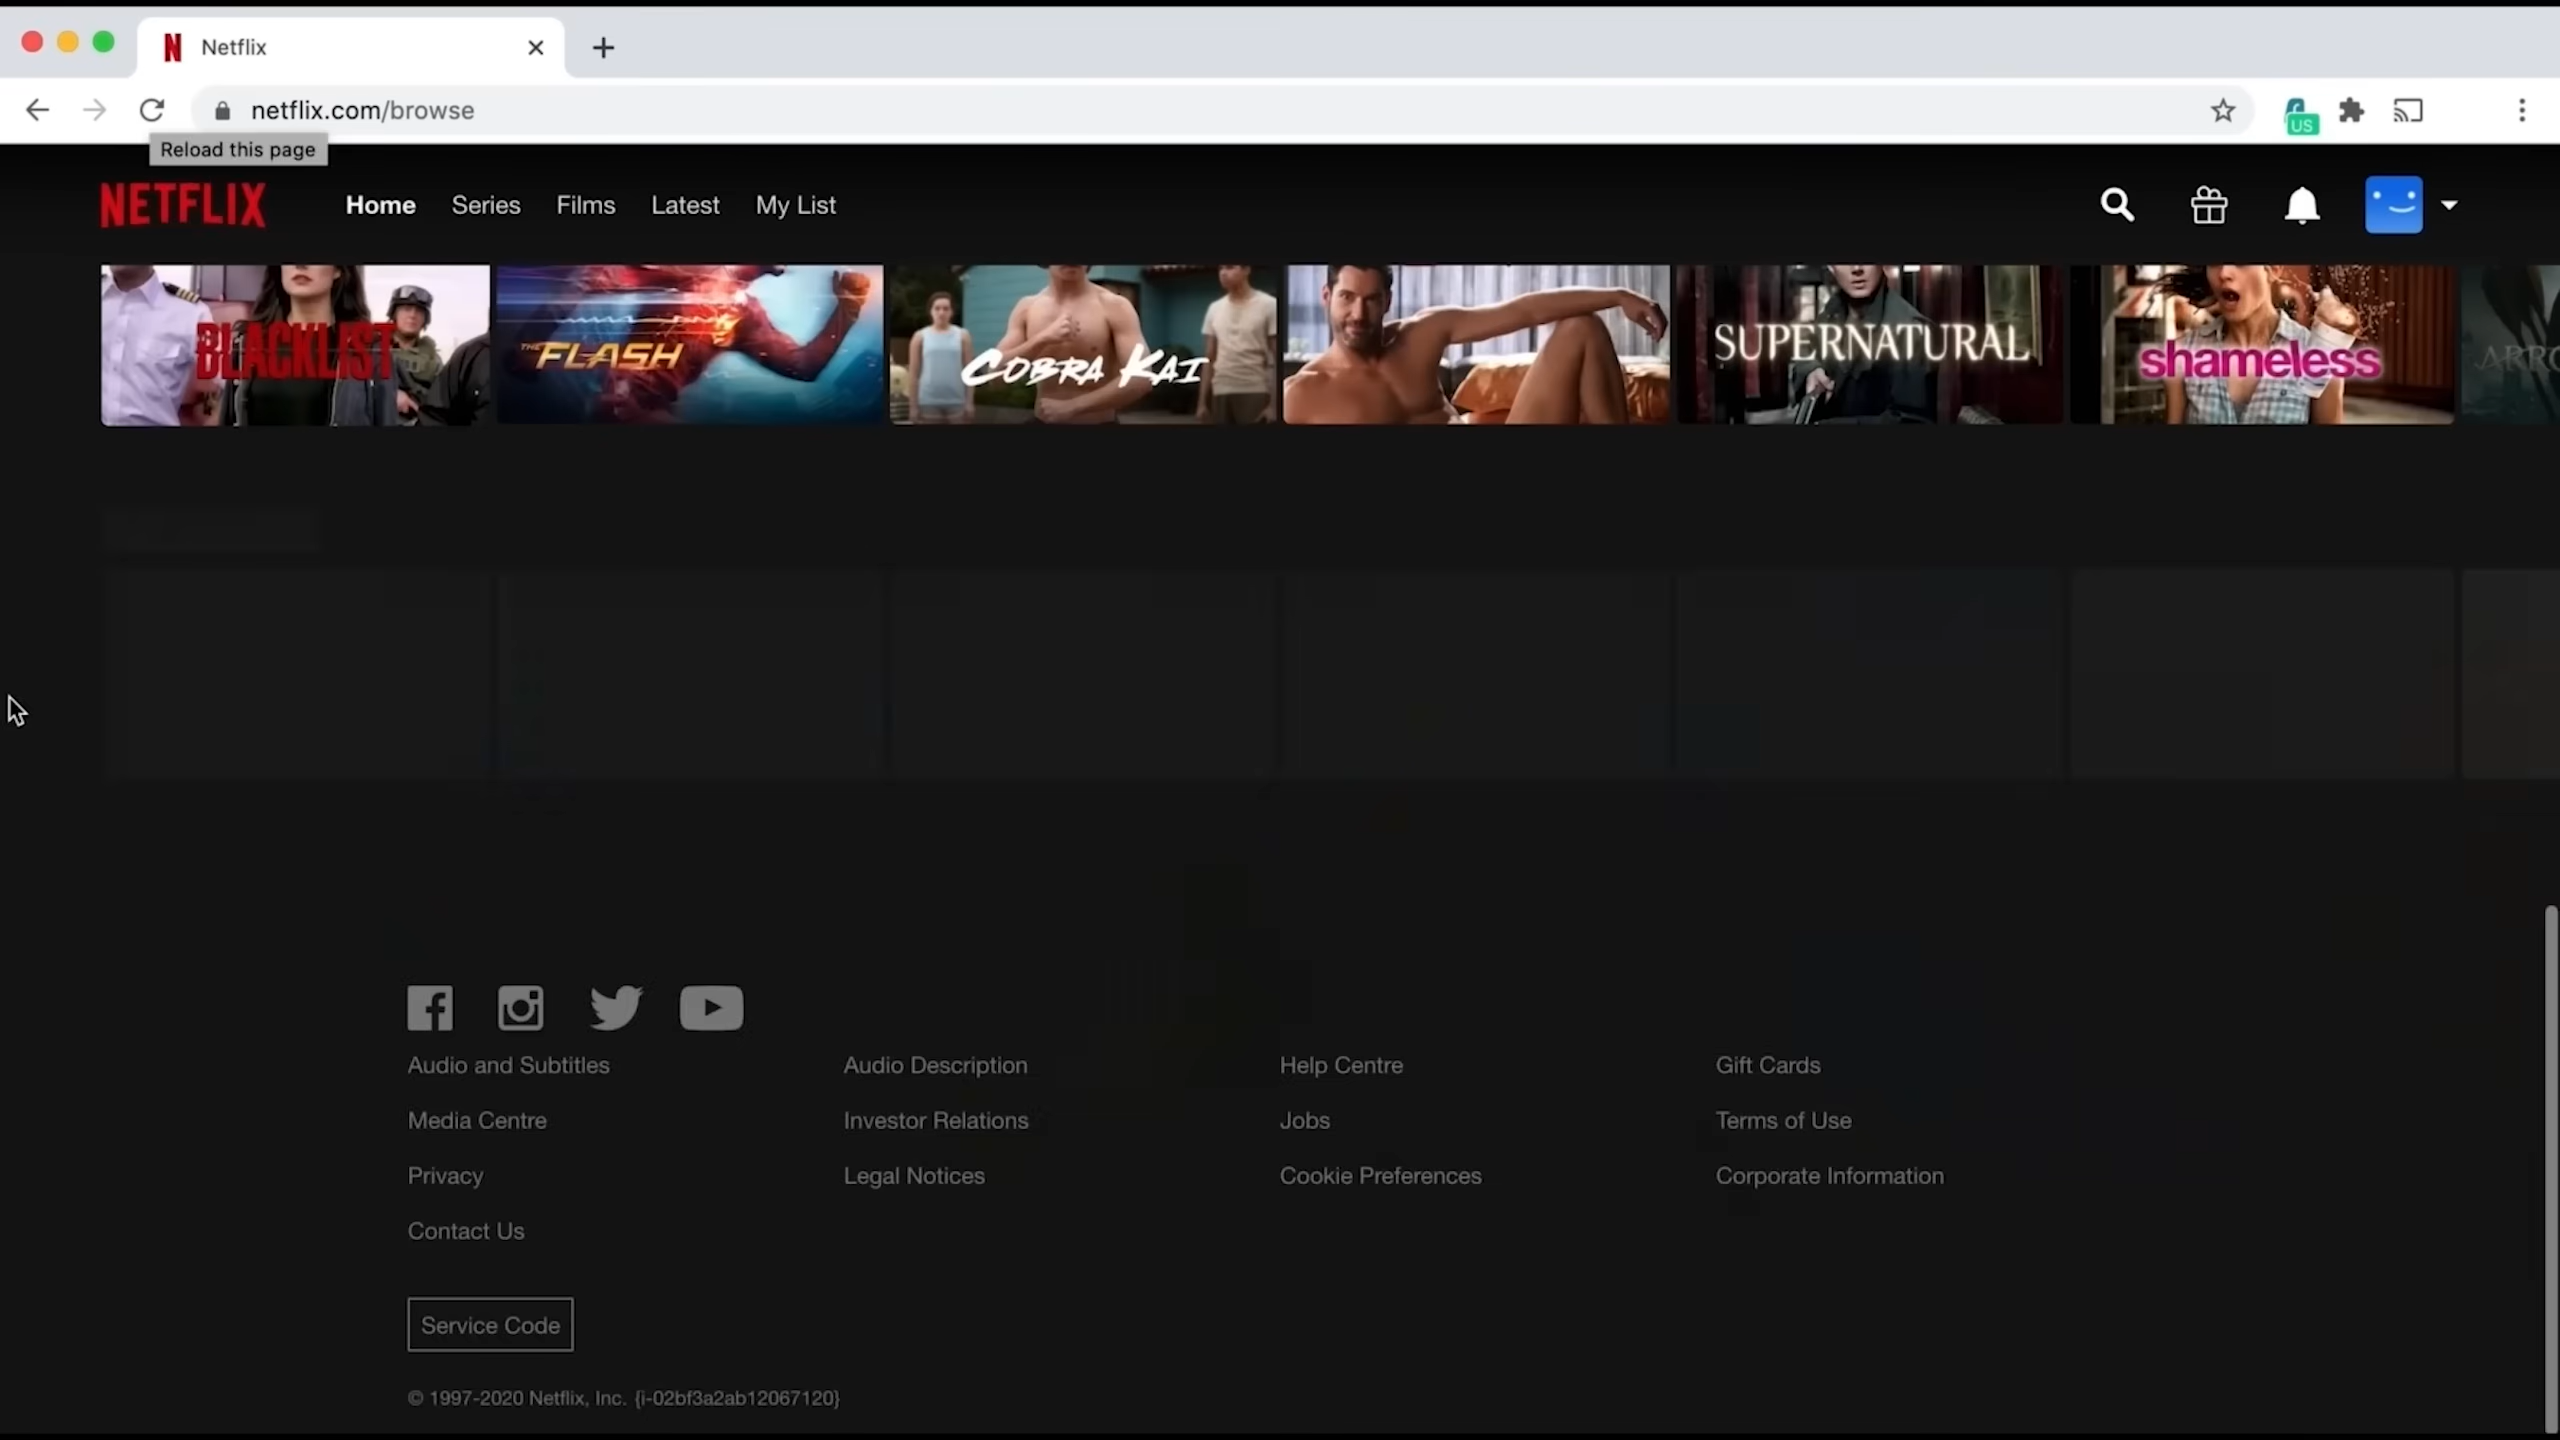 Netflix
netflix.com/browse
US
Reload this page
NETFLIX Home Series Films Latest My List
BLACKLIST
THE FLASH
COBRA KAI
SUPERNATURAL
shameless
Audio and Subtitles Audio Description Help Centre Gift Cards
Media Centre Investor Relations Jobs Terms of Use
Privacy Legal Notices Cookie Preferences Corporate Information
Contact Us
Service Code
© 1997-2020 Netflix, Inc. {i-02bf3a2ab12067120}